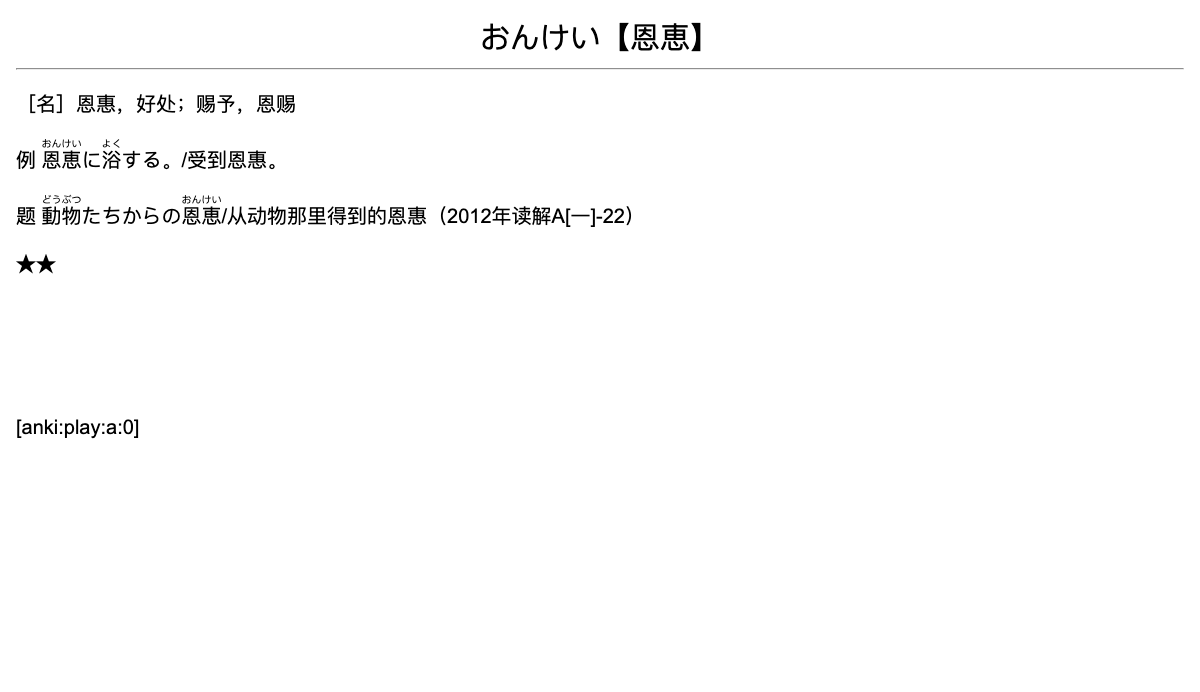 おんけい【恩恵】
［名］恩惠，好处；赐予，恩赐
おんけい よく
例 恩恵に浴する。/受到恩惠。
どうぶつ おんけい
题 動物たちからの恩恵/从动物那里得到的恩惠（2012年读解A[一]-22）
★★
[anki:play:a:0]